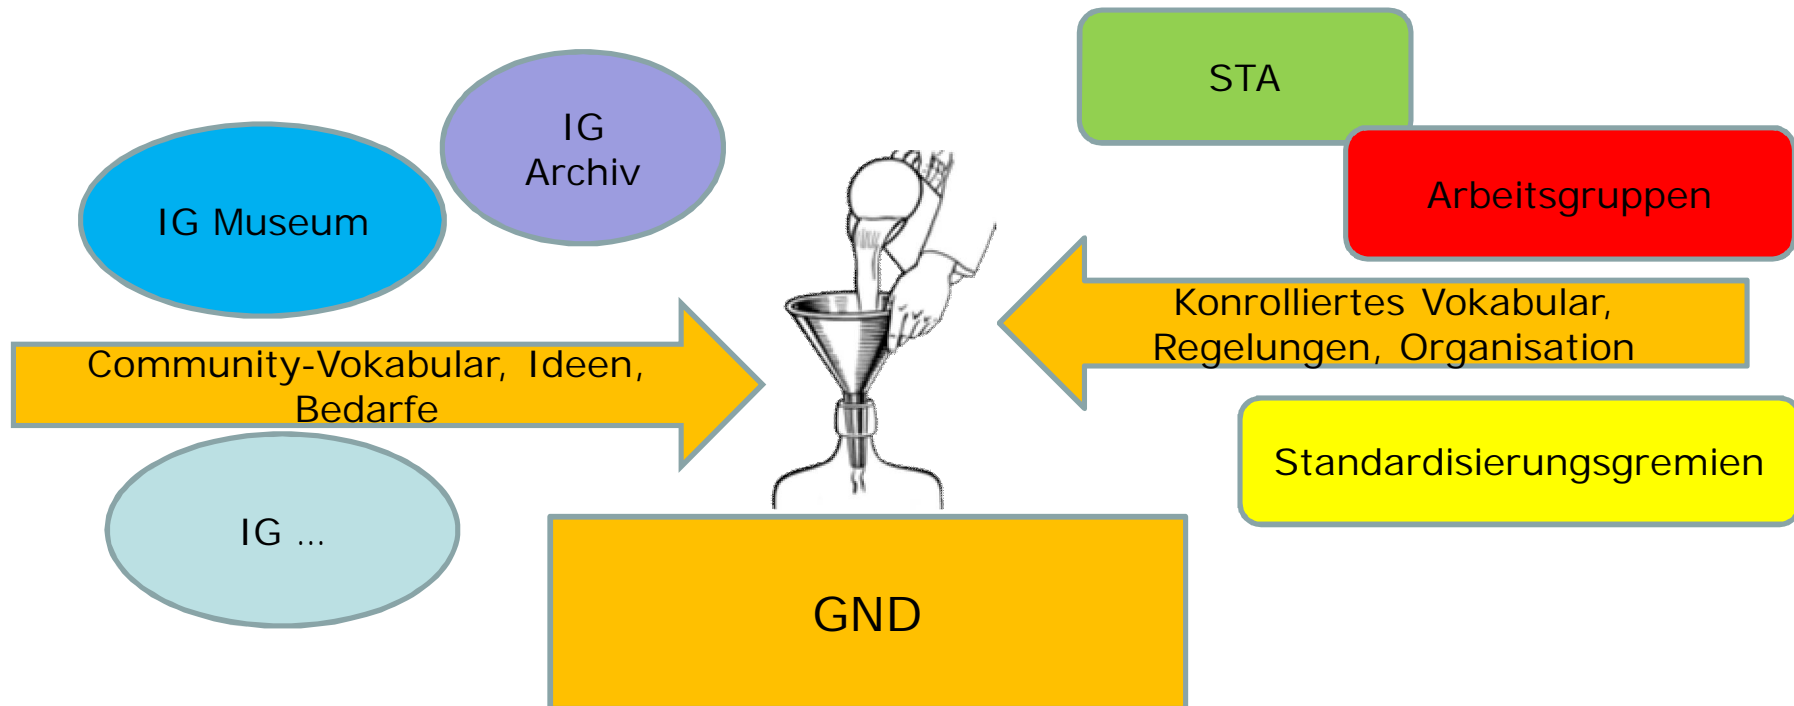 IG
Archiv
IG Museum
Community-Vokabular, Ideen,
Bedarfe
IG ...
STA
Arbeitsgruppen
Konrolliertes Vokabular,
Regelungen, Organisation
Standardisierungsgremien
GND